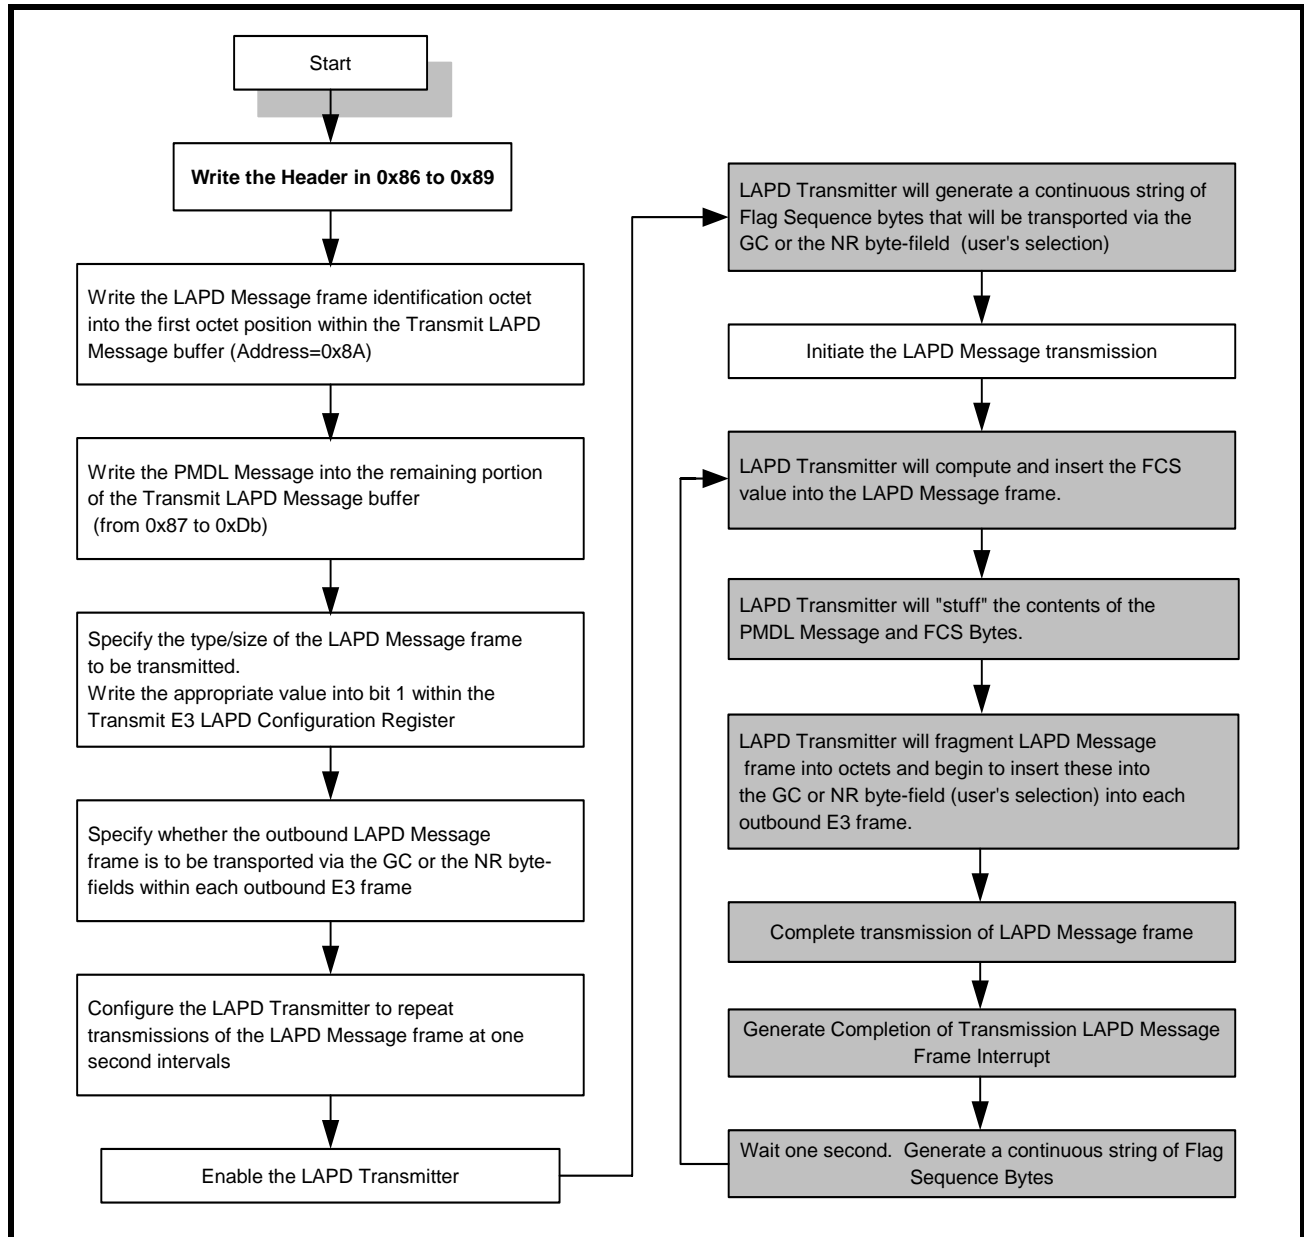 Start
Write the Header in 0x86 to 0x89
Write the LAPD Message frame identification octet
into the first octet position within the Transmit LAPD
Message buffer (Address=0x8A)
Write the PMDL Message into the remaining portion
of the Transmit LAPD Message buffer
(from 0x87 to 0xDb)
Specify the type/size of the LAPD Message frame
to be transmitted.
Write the appropriate value into bit 1 within the
Transmit E3 LAPD Configuration Register
Specify whether the outbound LAPD Message
frame is to be transported via the GC or the NR byte-
fields within each outbound E3 frame
Configure the LAPD Transmitter to repeat
transmissions of the LAPD Message frame at one
second intervals
Enable the LAPD Transmitter
LAPD Transmitter will generate a continuous string of
Flag Sequence bytes that will be transported via the
GC or the NR byte-fileld (user's selection)
Initiate the LAPD Message transmission
LAPD Transmitter will compute and insert the FCS
value into the LAPD Message frame.
LAPD Transmitter will "stuff" the contents of the
PMDL Message and FCS Bytes.
LAPD Transmitter will fragment LAPD Message
frame into octets and begin to insert these into
the GC or NR byte-field (user's selection) into each
outbound E3 frame.
Complete transmission of LAPD Message frame
Generate Completion of Transmission LAPD Message
Frame Interrupt
Wait one second. Generate a continuous string of Flag
Sequence Bytes